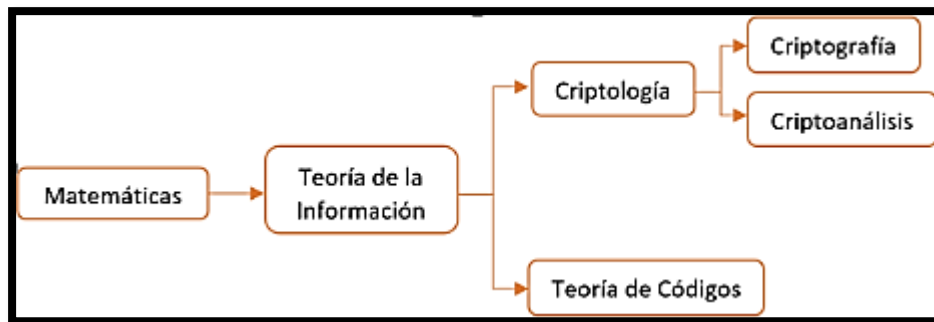 Criptografía
Criptología
Criptoanálisis
Matemáticas
Teoría de la
Información
Teoría de Códigos